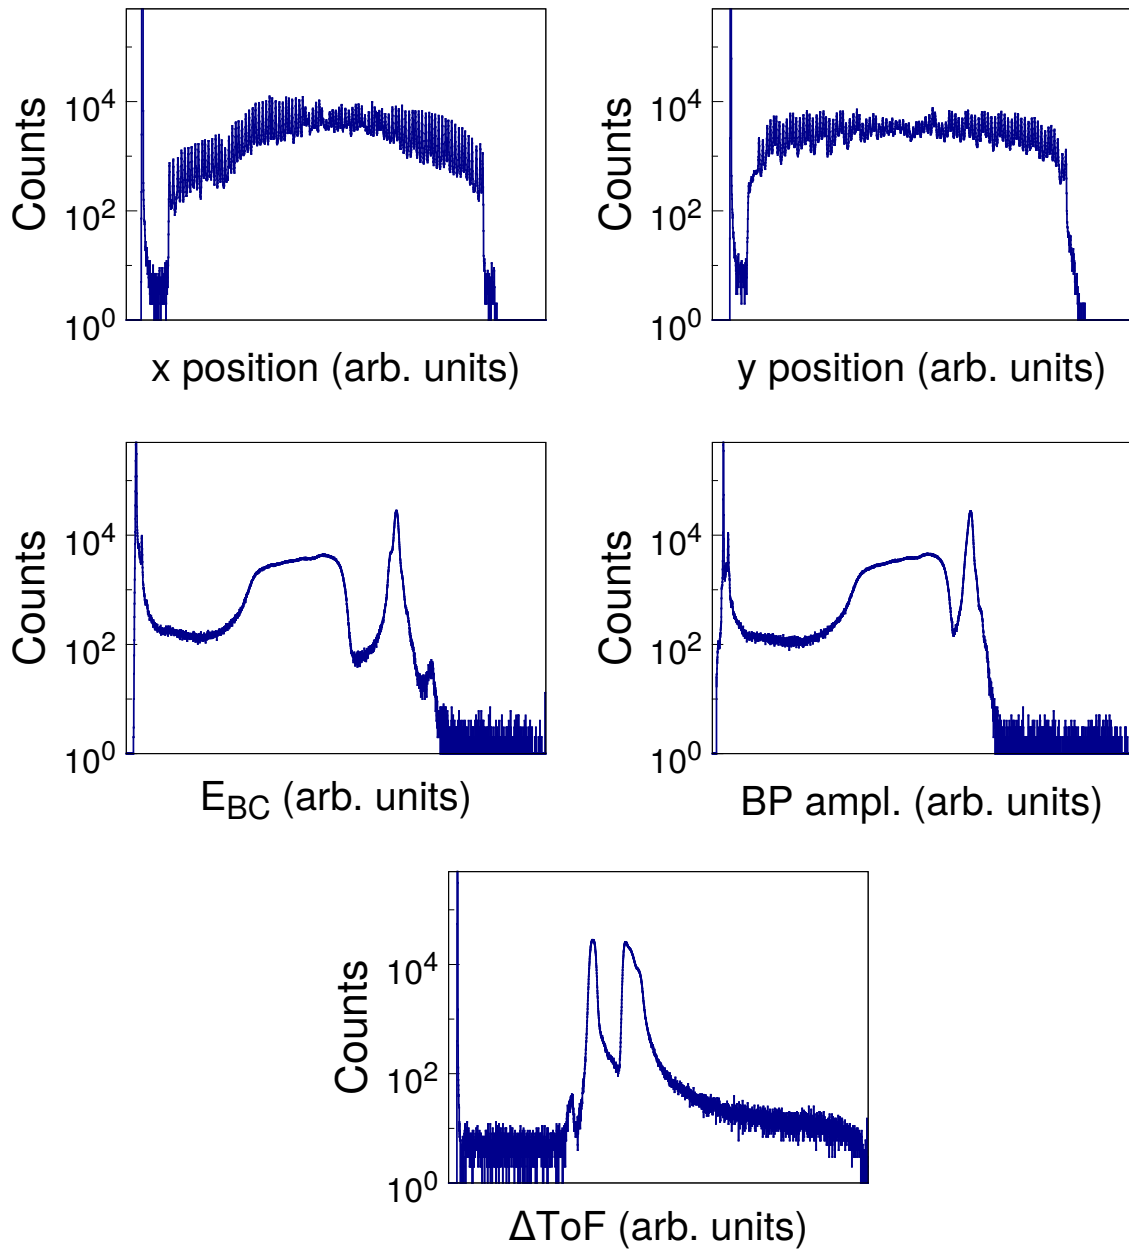 Counts
10^4
10^2
10^0
x position (arb. units)
Counts
10^4
10^2
10^0
y position (arb. units)
Counts
10^4
10^2
10^0
E_BC (arb. units)
Counts
10^4
10^2
10^0
BP ampl. (arb. units)
Counts
10^4
10^2
10^0
ΔToF (arb. units)